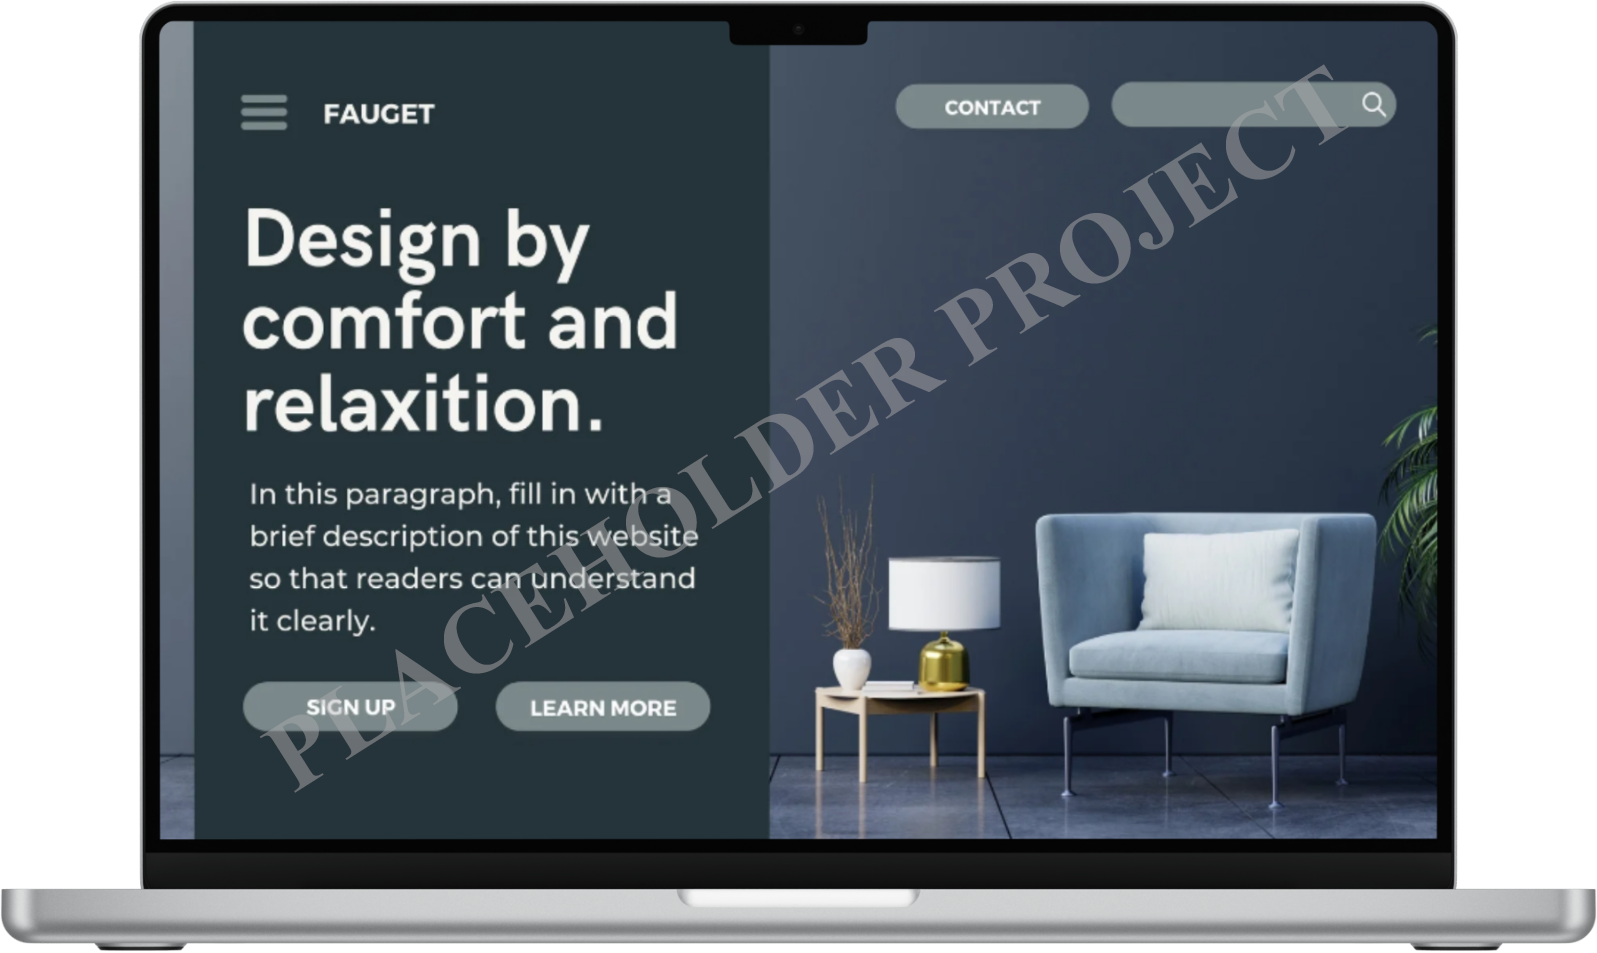 FAUGET
CONTACT
Design by
comfort and
relaxition.
In this paragraph, fill in with a
brief description of this website
so that readers can understand
it clearly.
SIGN UP
LEARN MORE
PLACEHOLDER PROJECT